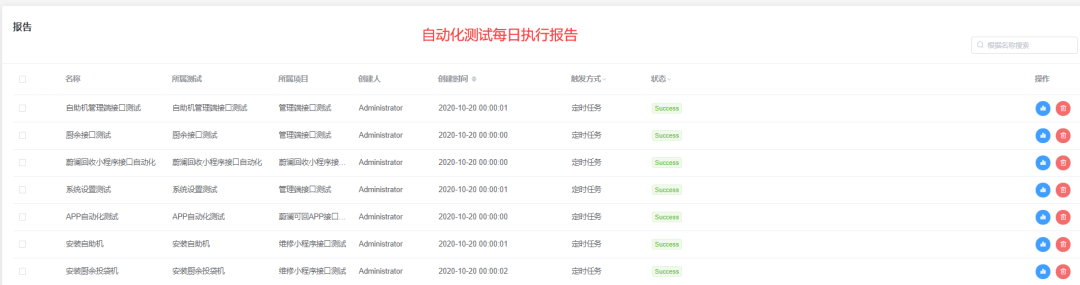 报告
自动化测试每日执行报告
根据名称搜索
名称 所属测试 所属项目 创建人 创建时间 触发方式 状态 操作
自助机管理端接口测试 自助机管理端接口测试 管理端接口测试 Administrator 2020-10-20 00:00:01 定时任务 Success
厨余接口测试 厨余接口测试 管理端接口测试 Administrator 2020-10-20 00:00:00 定时任务 Success
蔚澜回收小程序接口自动化 蔚澜回收小程序接口自动化 蔚澜回收小程序接... Administrator 2020-10-20 00:00:00 定时任务 Success
系统设置测试 系统设置测试 管理端接口测试 Administrator 2020-10-20 00:00:01 定时任务 Success
APP自动化测试 APP自动化测试 蔚澜可回APP接口... Administrator 2020-10-20 00:00:00 定时任务 Success
安装自助机 安装自助机 维修小程序接口测试 Administrator 2020-10-20 00:00:01 定时任务 Success
安装厨余投袋机 安装厨余投袋机 维修小程序接口测试 Administrator 2020-10-20 00:00:02 定时任务 Success